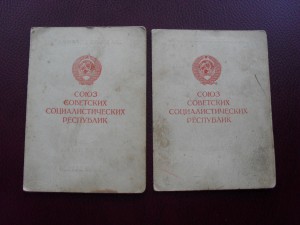 СОЮЗ
СОВЕТСКИХ
СОЦИАЛИСТИЧЕСКИХ
РЕСПУБЛИК
СОЮЗ
СОВЕТСКИХ
СОЦИАЛИСТИЧЕСКИХ
РЕСПУБЛИК